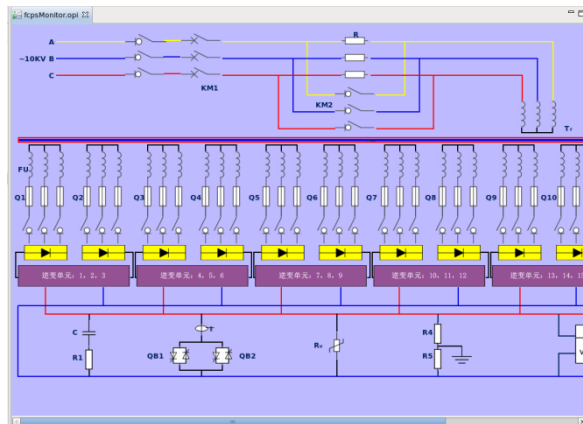 fcpsMonitor.opi
A
~10KV B
C
KM1
R
KM2
FU
Q1 Q2 Q3 Q4 Q5 Q6 Q7 Q8 Q9 Q10
逆变单元: 1, 2, 3
逆变单元: 4, 5, 6
逆变单元: 7, 8, 9
逆变单元: 10, 11, 12
逆变单元: 13, 14, 15
C
R1
T
QB1
QB2
R4
R5